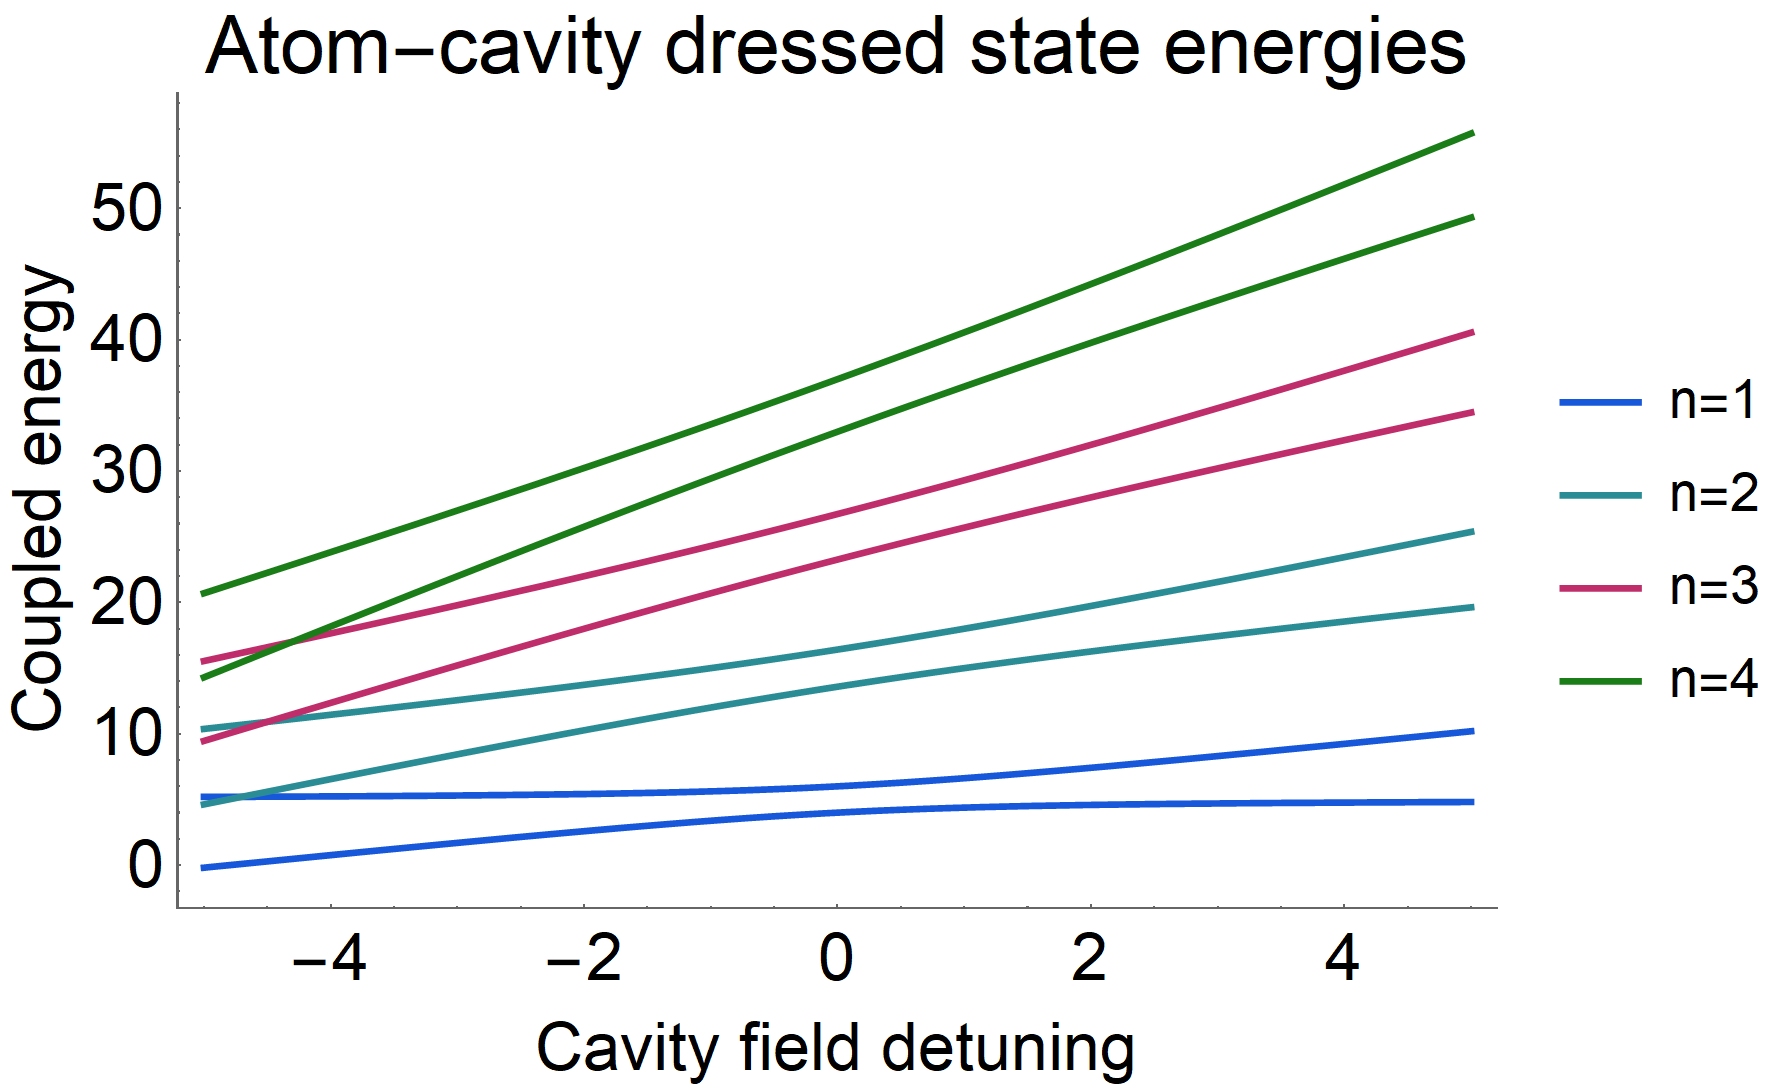 Atom−cavity dressed state energies
Coupled energy
50
40
30
20
10
0
−4 −2 0 2 4
Cavity field detuning
n=1
n=2
n=3
n=4